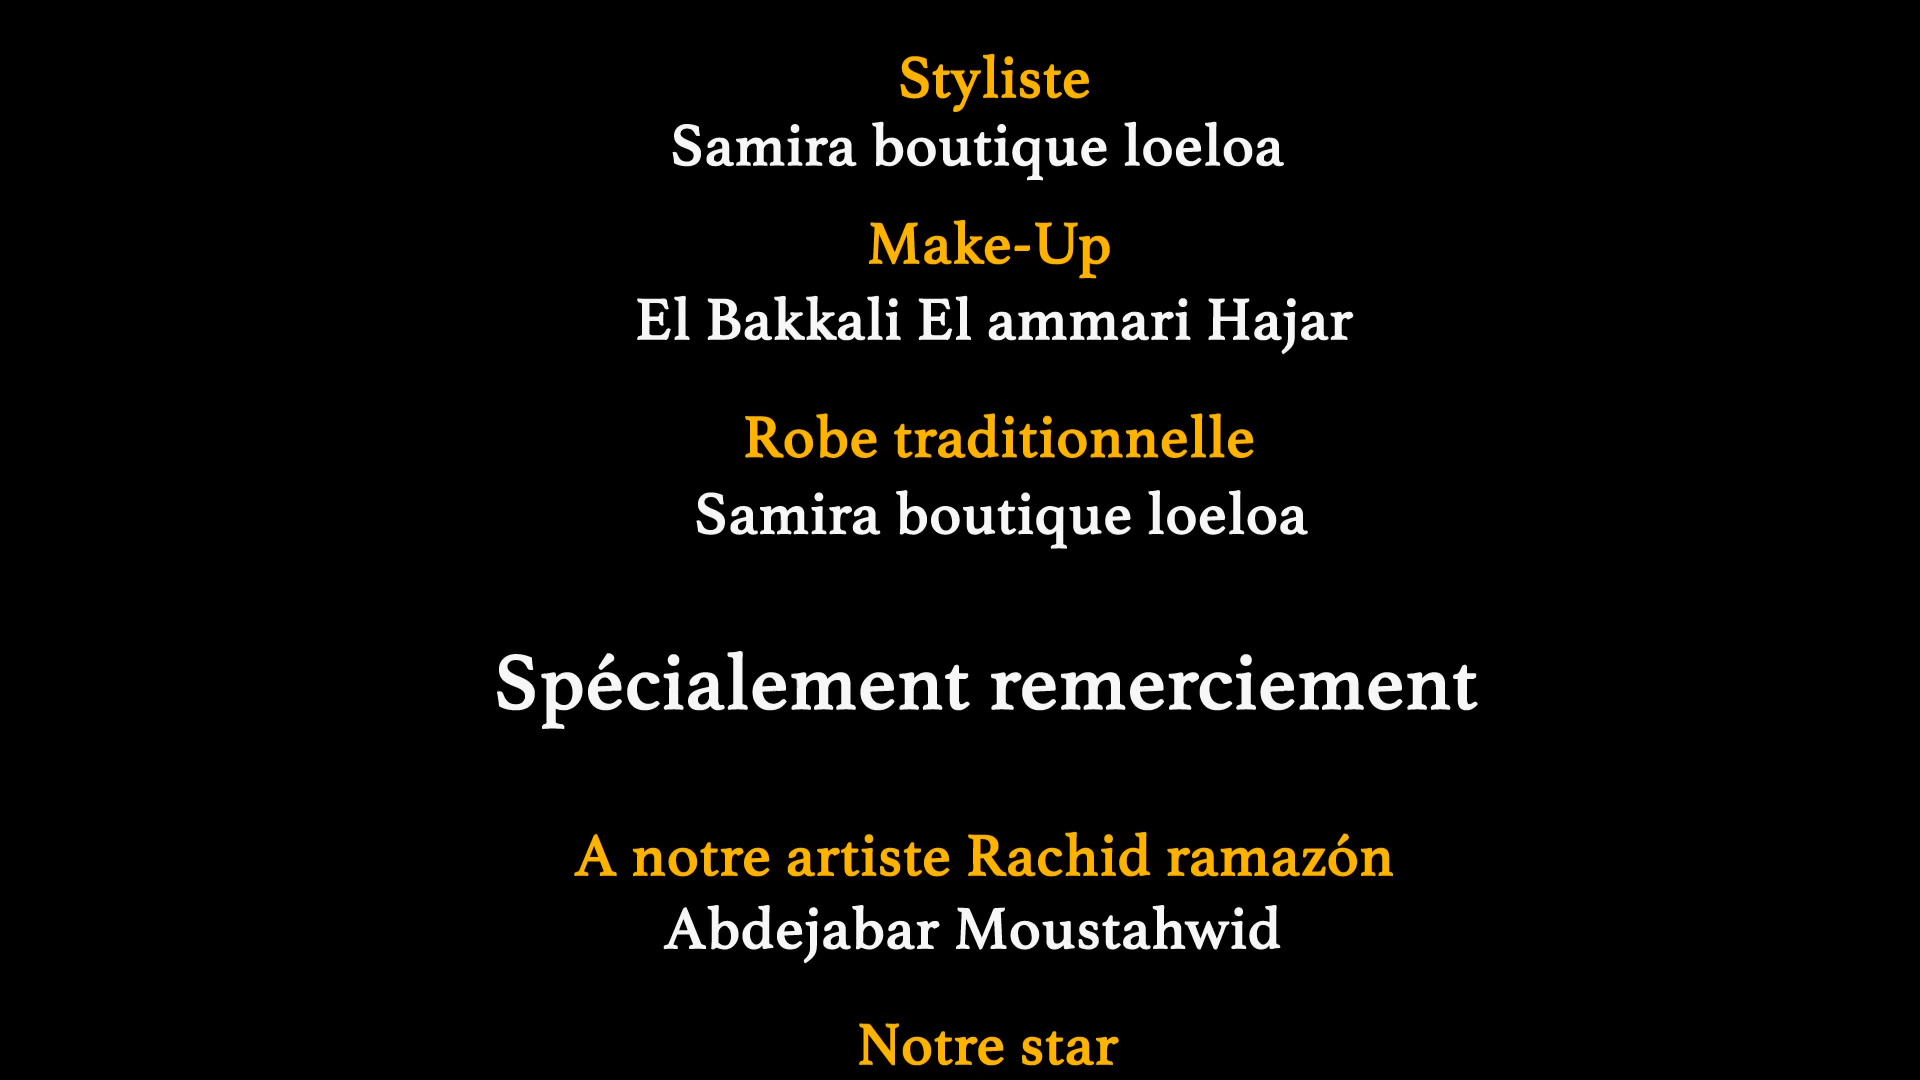 Styliste
Samira boutique loeloa
Make-Up
El Bakkali El ammari Hajar
Robe traditionnelle
Samira boutique loeloa
Spécialement remerciement
A notre artiste Rachid ramazón
Abdejabar Moustahwid
Notre star